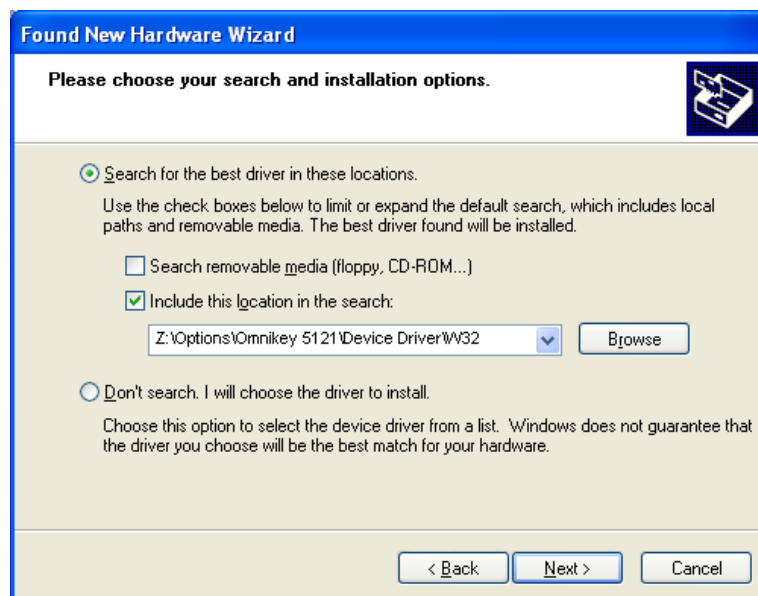 Found New Hardware Wizard
Please choose your search and installation options.
Search for the best driver in these locations.
Use the check boxes below to limit or expand the default search, which includes local
paths and removable media. The best driver found will be installed.
Search removable media (floppy, CD-ROM...)
Include this location in the search:
Z:\Options\Omnikey 5121\Device Driver\W32
Browse
Don't search. I will choose the driver to install.
Choose this option to select the device driver from a list. Windows does not guarantee that
the driver you choose will be the best match for your hardware.
< Back Next > Cancel